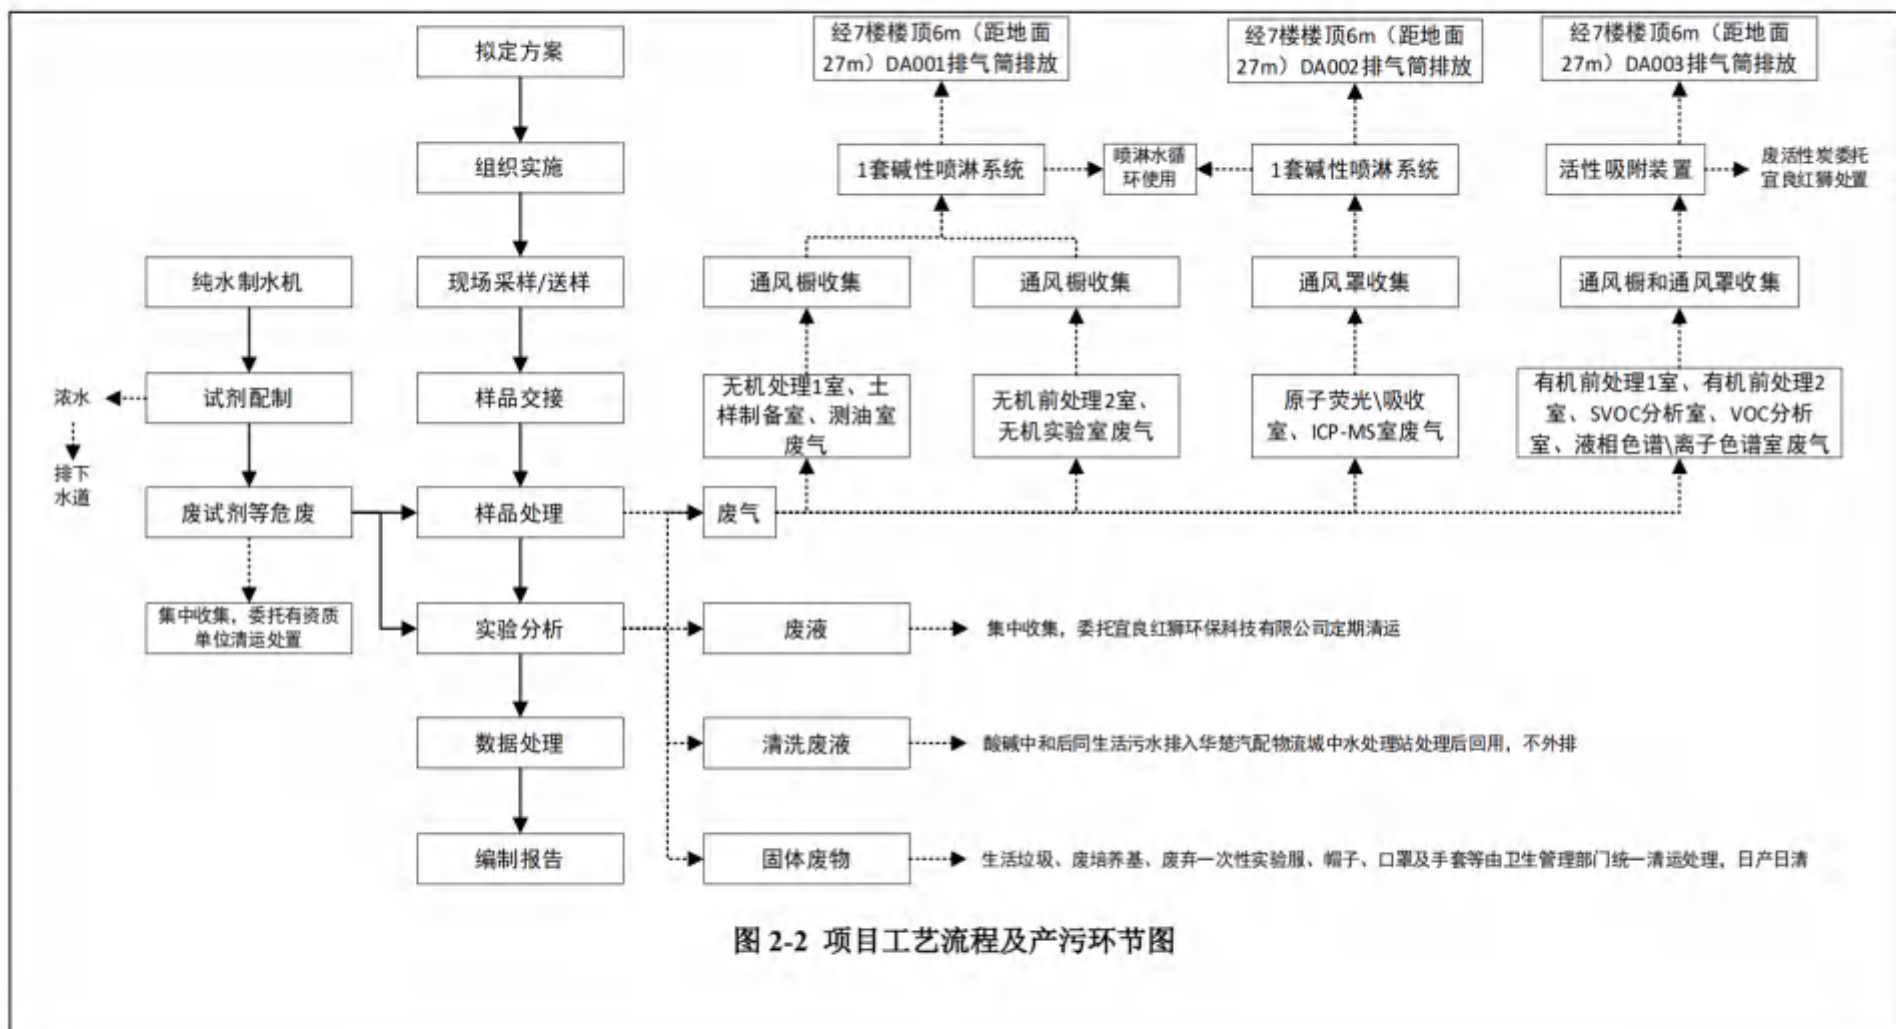 经7楼楼顶6m（距地面
27m）DA001排气筒排放
经7楼楼顶6m（距地面
27m）DA002排气筒排放
经7楼楼顶6m（距地面
27m）DA003排气筒排放
拟定方案
组织实施
1套碱性喷淋系统
喷淋水循
环使用
1套碱性喷淋系统
活性吸附装置
废活性炭委托
宜良红狮处置
纯水制水机
现场采样/送样
通风橱收集
通风橱收集
通风罩收集
通风橱和通风罩收集
浓水
试剂配制
样品交接
无机处理1室、土
样制备室、测油室
废气
无机前处理2室、
无机实验室废气
原子荧光\吸收
室、ICP-MS室废气
有机前处理1室、有机前处理2
室、SVOC分析室、VOC分析
室、液相色谱\离子色谱室废气
排下
水道
废试剂等危废
样品处理
废气
集中收集，委托有资质
单位清运处置
实验分析
废液
集中收集，委托宜良红狮环保科技有限公司定期清运
数据处理
清洗废液
酸碱中和后同生活污水排入华楚汽配物流城中水处理站处理后回用，不外排
编制报告
固体废物
生活垃圾、废培养基、废弃一次性实验服、帽子、口罩及手套等由卫生管理部门统一清运处理，日产日清
图 2-2 项目工艺流程及产污环节图